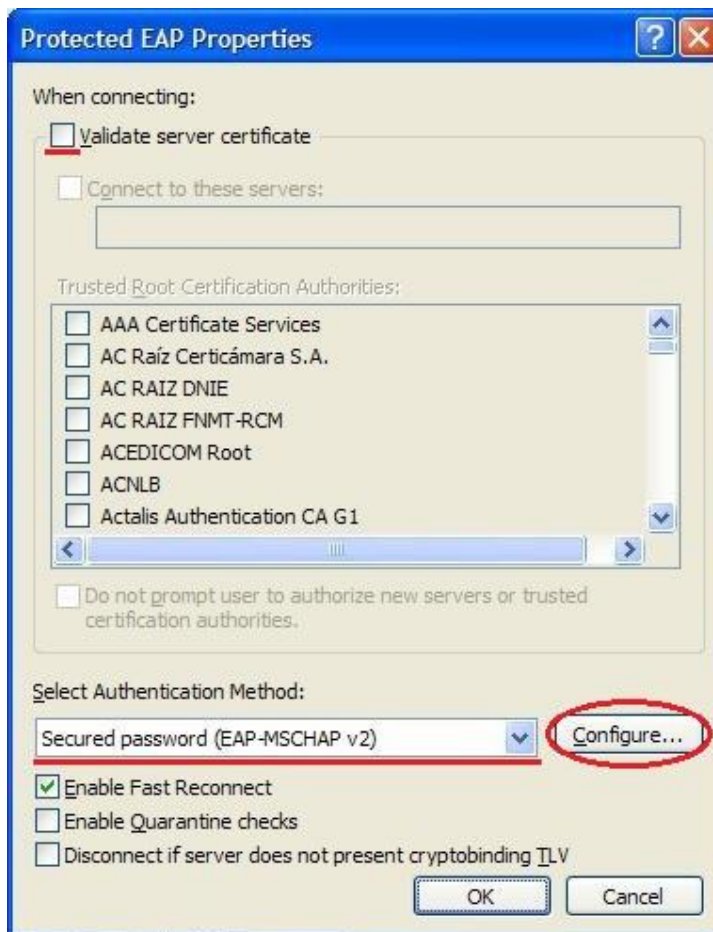 Protected EAP Properties
When connecting:
Validate server certificate
Connect to these servers:
Trusted Root Certification Authorities:
AAA Certificate Services
AC Raíz Certicámara S.A.
AC RAIZ DNIE
AC RAIZ FNMT-RCM
ACEDICOM Root
ACNLB
Actalis Authentication CA G1
Do not prompt user to authorize new servers or trusted
certification authorities.
Select Authentication Method:
Secured password (EAP-MSCHAP v2) Configure...
Enable Fast Reconnect
Enable Quarantine checks
Disconnect if server does not present cryptobinding TLV
OK Cancel